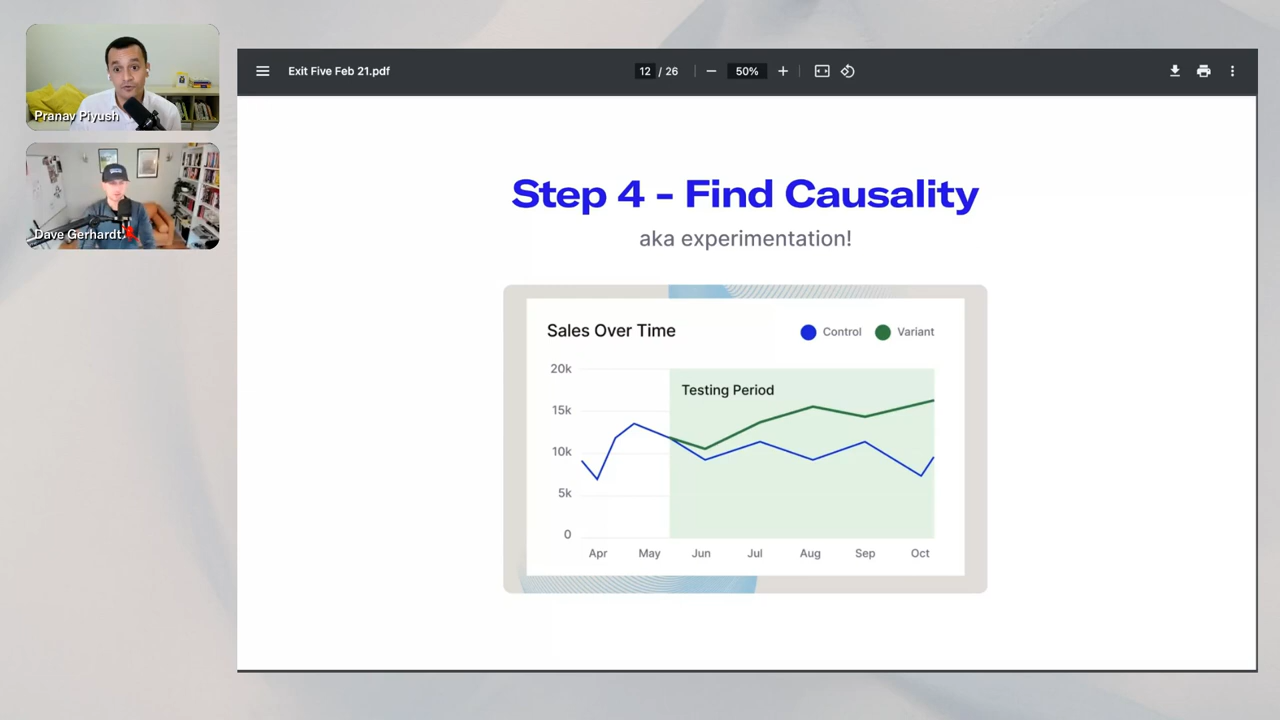 Pranav Piyush
Dave Gerhardt
Exit Five Feb 21.pdf
12 / 26
50%
Step 4 - Find Causality
aka experimentation!
Sales Over Time
Control
Variant
20k
15k
10k
5k
0
Testing Period
Apr
May
Jun
Jul
Aug
Sep
Oct